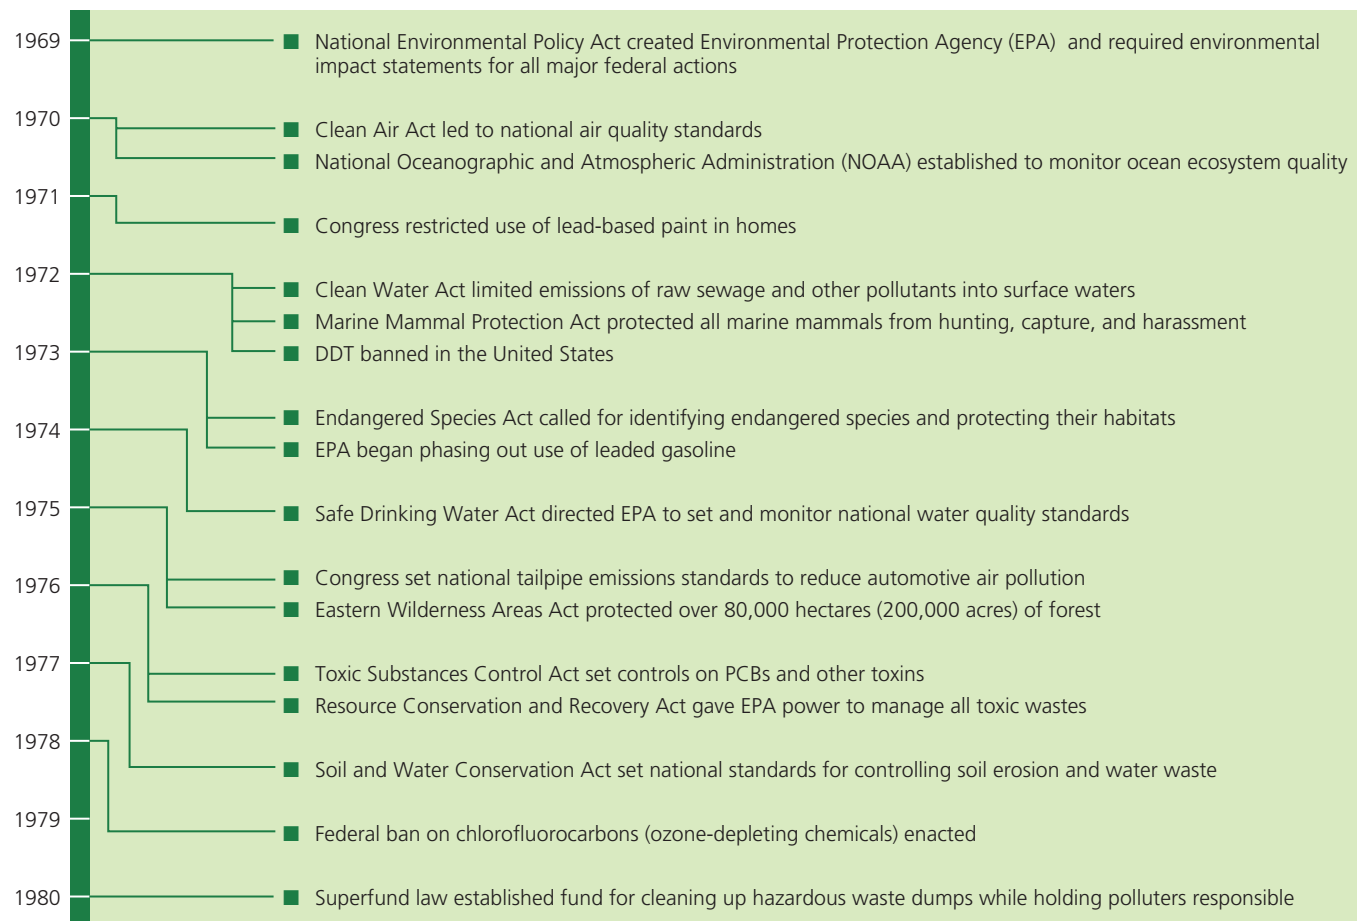 1969
National Environmental Policy Act created Environmental Protection Agency (EPA) and required environmental
impact statements for all major federal actions
1970
Clean Air Act led to national air quality standards
National Oceanographic and Atmospheric Administration (NOAA) established to monitor ocean ecosystem quality
1971
Congress restricted use of lead-based paint in homes
1972
Clean Water Act limited emissions of raw sewage and other pollutants into surface waters
Marine Mammal Protection Act protected all marine mammals from hunting, capture, and harassment
DDT banned in the United States
1973
Endangered Species Act called for identifying endangered species and protecting their habitats
EPA began phasing out use of leaded gasoline
1974
Safe Drinking Water Act directed EPA to set and monitor national water quality standards
1975
Congress set national tailpipe emissions standards to reduce automotive air pollution
Eastern Wilderness Areas Act protected over 80,000 hectares (200,000 acres) of forest
1976
Toxic Substances Control Act set controls on PCBs and other toxins
Resource Conservation and Recovery Act gave EPA power to manage all toxic wastes
1977
Soil and Water Conservation Act set national standards for controlling soil erosion and water waste
1978
Federal ban on chlorofluorocarbons (ozone-depleting chemicals) enacted
1979
1980
Superfund law established fund for cleaning up hazardous waste dumps while holding polluters responsible